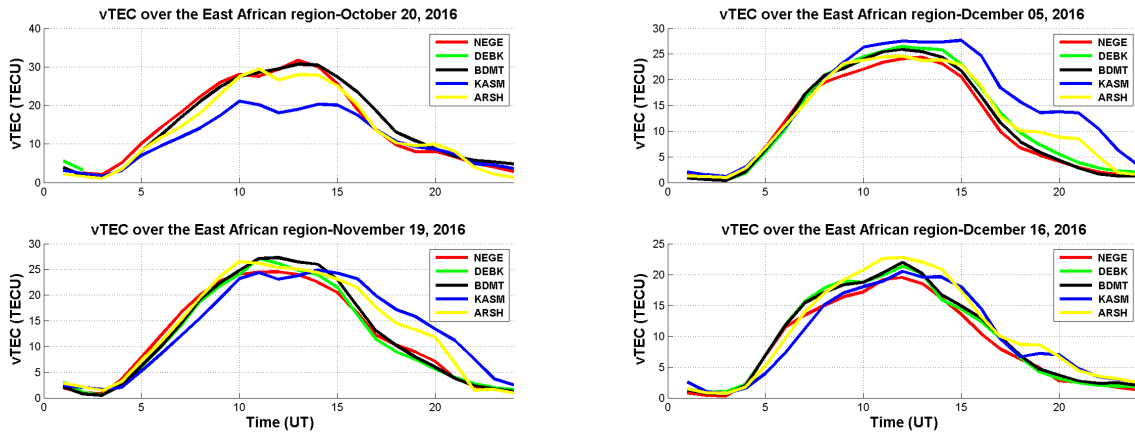 vTEC over the East African region-October 20, 2016
vTEC (TECU)
40
30
20
10
0
5
10
15
20
NEGE
DEBK
BDMT
KASM
ARSH
vTEC over the East African region-Dcember 05, 2016
vTEC (TECU)
30
25
20
15
10
5
0
5
10
15
20
NEGE
DEBK
BDMT
KASM
ARSH
vTEC over the East African region-November 19, 2016
vTEC (TECU)
30
25
20
15
10
5
0
5
10
15
20
Time (UT)
NEGE
DEBK
BDMT
KASM
ARSH
vTEC over the East African region-Dcember 16, 2016
vTEC (TECU)
25
20
15
10
5
0
5
10
15
20
Time (UT)
NEGE
DEBK
BDMT
KASM
ARSH